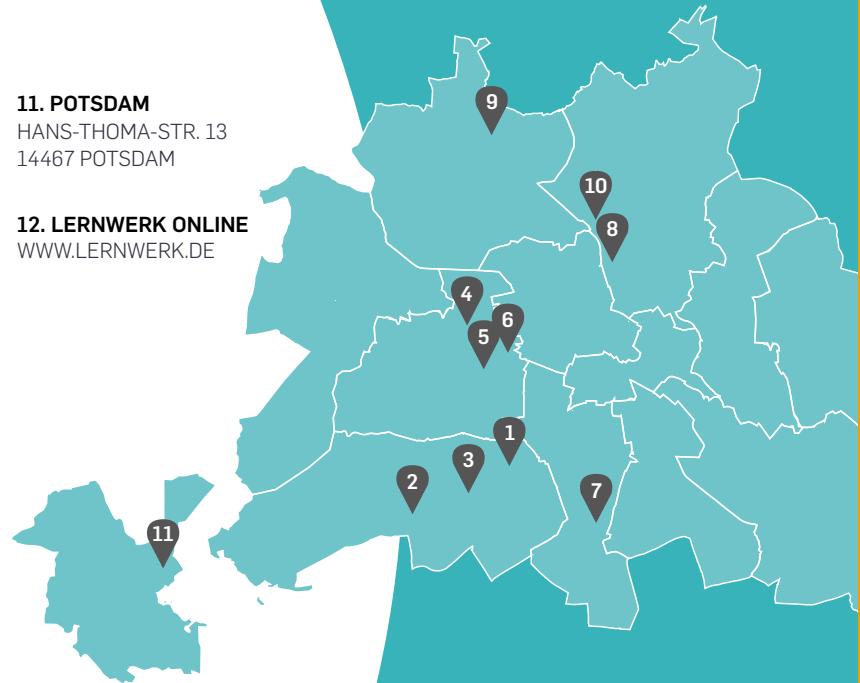 11. POTSDAM
HANS-THOMA-STR. 13
14467 POTSDAM
12. LERNWERK ONLINE
WWW.LERNWERK.DE
9
10
8
4
6
5
1
3
2
7
11